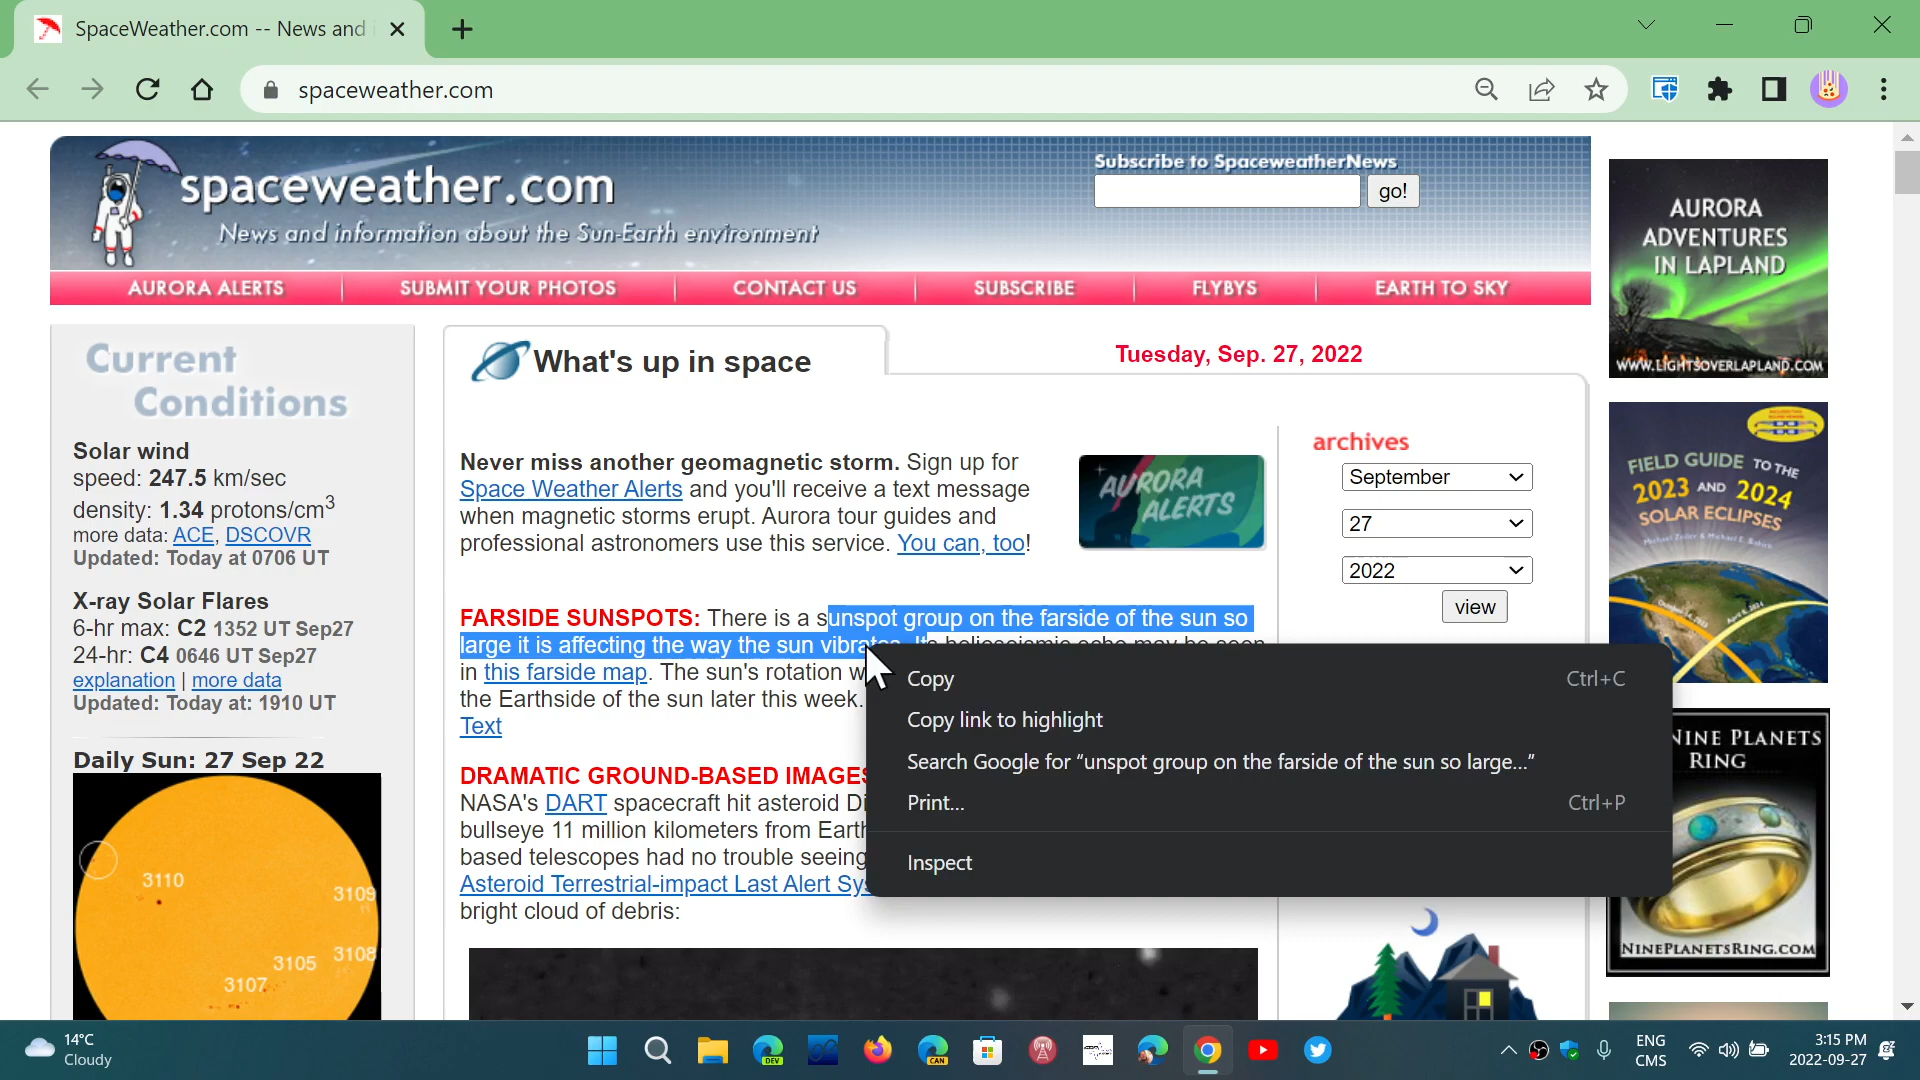 SpaceWeather.com -- News and
spaceweather.com
spaceweather.com
News and information about the Sun-Earth environment
Subscribe to SpaceweatherNews
go!
AURORA ALERTS
SUBMIT YOUR PHOTOS
CONTACT US
SUBSCRIBE
FLYBYS
EARTH TO SKY
Current
Conditions
Solar wind
speed: 247.5 km/sec
density: 1.34 protons/cm3
more data: ACE, DSCOVR
Updated: Today at 0706 UT
X-ray Solar Flares
6-hr max: C2 1352 UT Sep27
24-hr: C4 0646 UT Sep27
explanation | more data
Updated: Today at: 1910 UT
Daily Sun: 27 Sep 22
3110
3109
3108
3105
3107
What's up in space
Tuesday, Sep. 27, 2022
Never miss another geomagnetic storm. Sign up for
Space Weather Alerts and you'll receive a text message
when magnetic storms erupt. Aurora tour guides and
professional astronomers use this service. You can, too!
AURORA
ALERTS
FARSIDE SUNSPOTS: There is a sunspot group on the farside of the sun so
large it is affecting the way the sun vibrates. Its helioseismic echo may be seen
in this farside map. The sun's rotation w
the Earthside of the sun later this week.
Text
DRAMATIC GROUND-BASED IMAGES
NASA's DART spacecraft hit asteroid Di
bullseye 11 million kilometers from Earth
based telescopes had no trouble seeing
Asteroid Terrestrial-impact Last Alert Sys
bright cloud of debris:
archives
September
27
2022
view
Copy Ctrl+C
Copy link to highlight
Search Google for “unspot group on the farside of the sun so large...”
Print... Ctrl+P
Inspect
AURORA
ADVENTURES
IN LAPLAND
WWW.LIGHTSOVERLAPLAND.COM
FIELD GUIDE TO THE
2023 AND 2024
SOLAR ECLIPSES
NINE PLANETS
RING
NINEPLANETSRING.COM
14°C
Cloudy
DEV
CAN
ENG
CMS
3:15 PM
2022-09-27